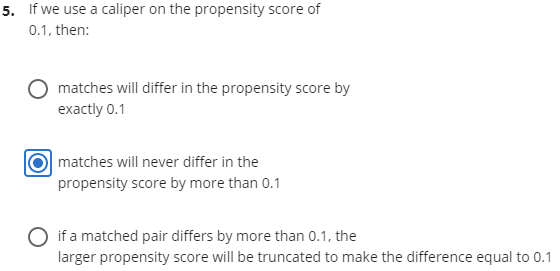 5. If we use a caliper on the propensity score of
0.1, then:
matches will differ in the propensity score by
exactly 0.1
matches will never differ in the
propensity score by more than 0.1
if a matched pair differs by more than 0.1, the
larger propensity score will be truncated to make the difference equal to 0.1